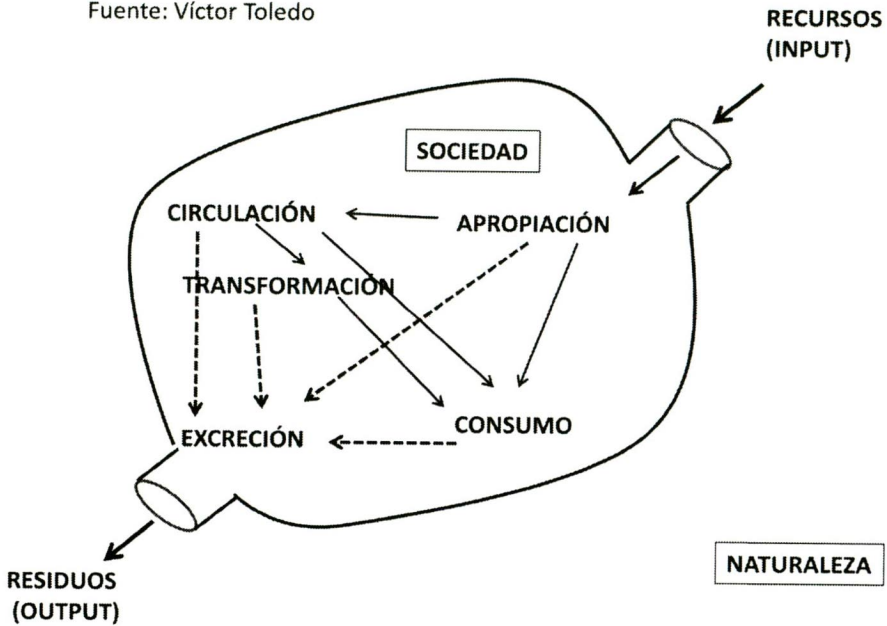 Fuente: Víctor Toledo
RECURSOS
(INPUT)
SOCIEDAD
CIRCULACIÓN
APROPIACIÓN
TRANSFORMACIÓN
CONSUMO
EXCRECIÓN
NATURALEZA
RESIDUOS
(OUTPUT)